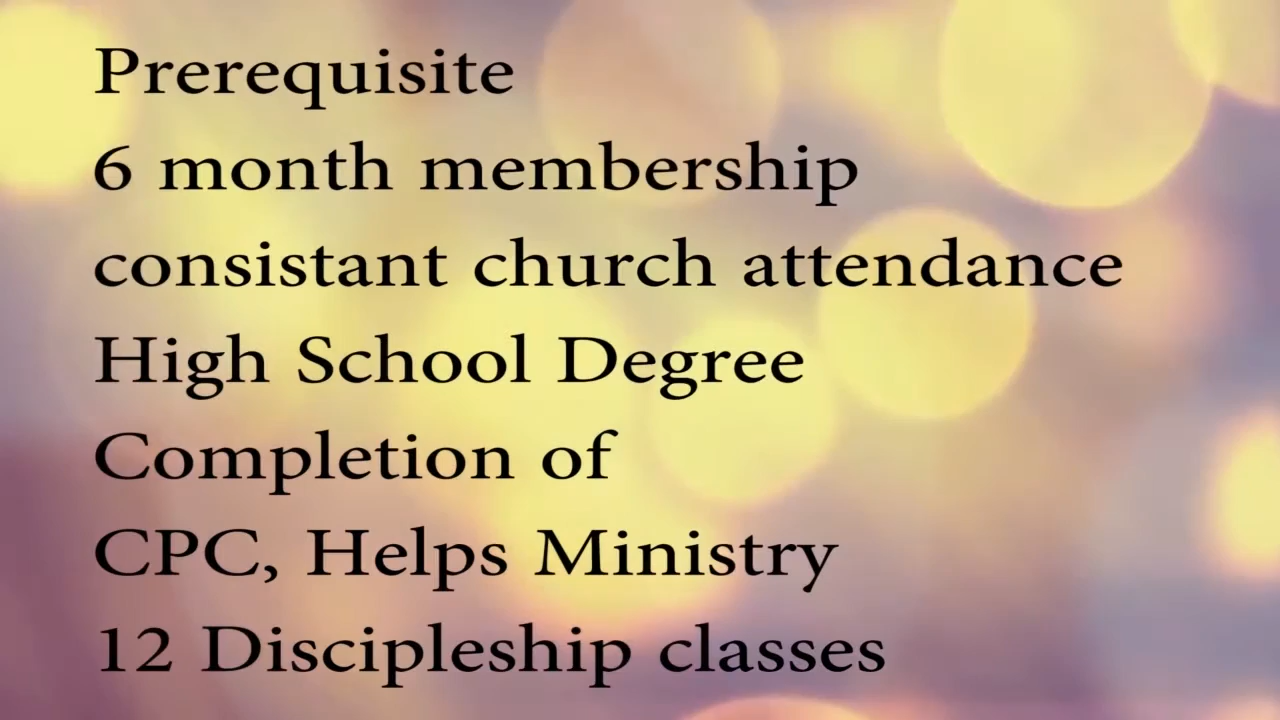 Prerequisite
6 month membership
consistant church attendance
High School Degree
Completion of
CPC, Helps Ministry
12 Discipleship classes